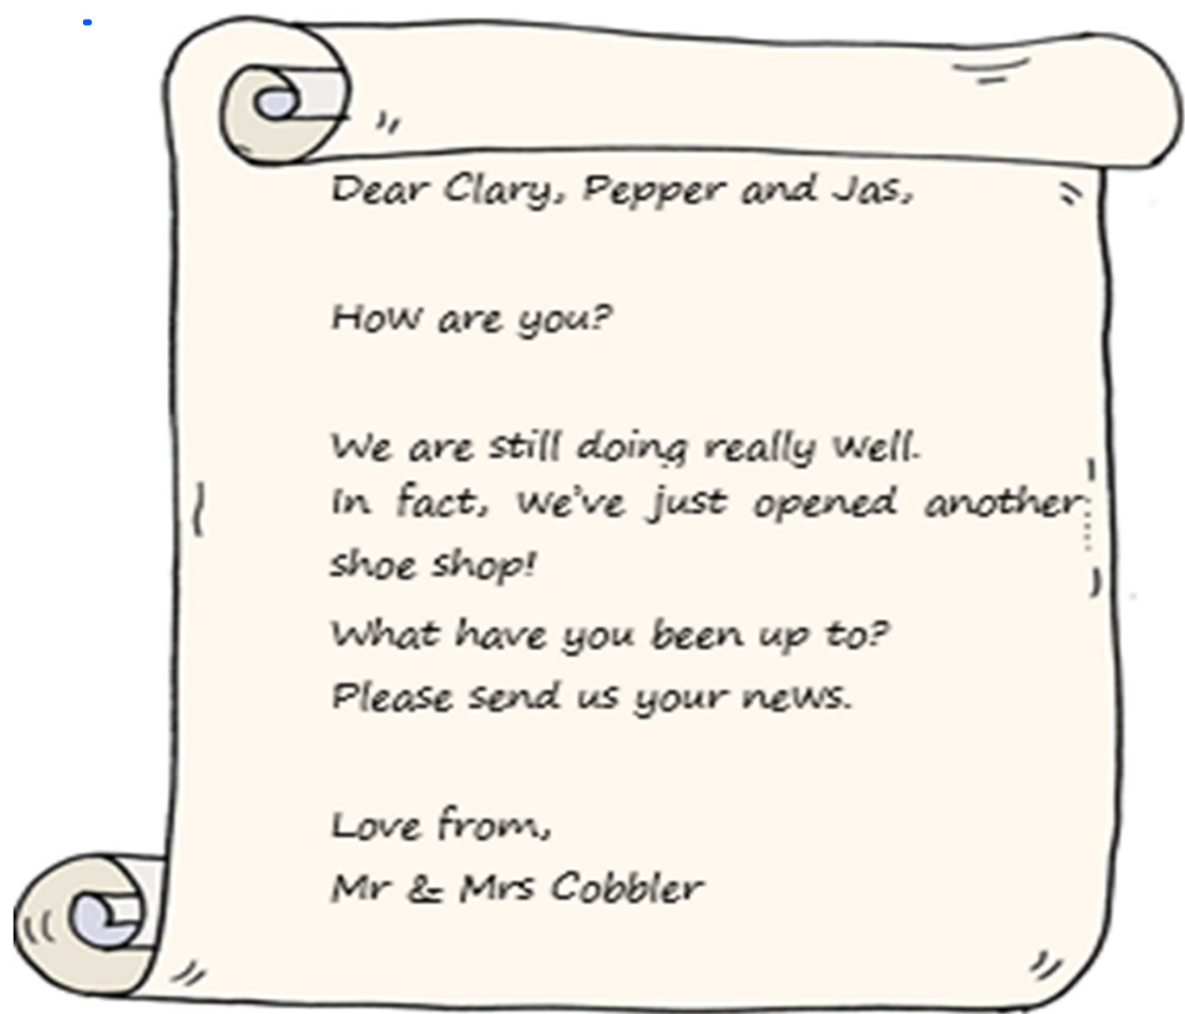 Dear Clary, Pepper and Jas,
How are you?
We are still doing really well.
In fact, we've just opened another
shoe shop!
What have you been up to?
Please send us your news.
Love from,
Mr & Mrs Cobbler